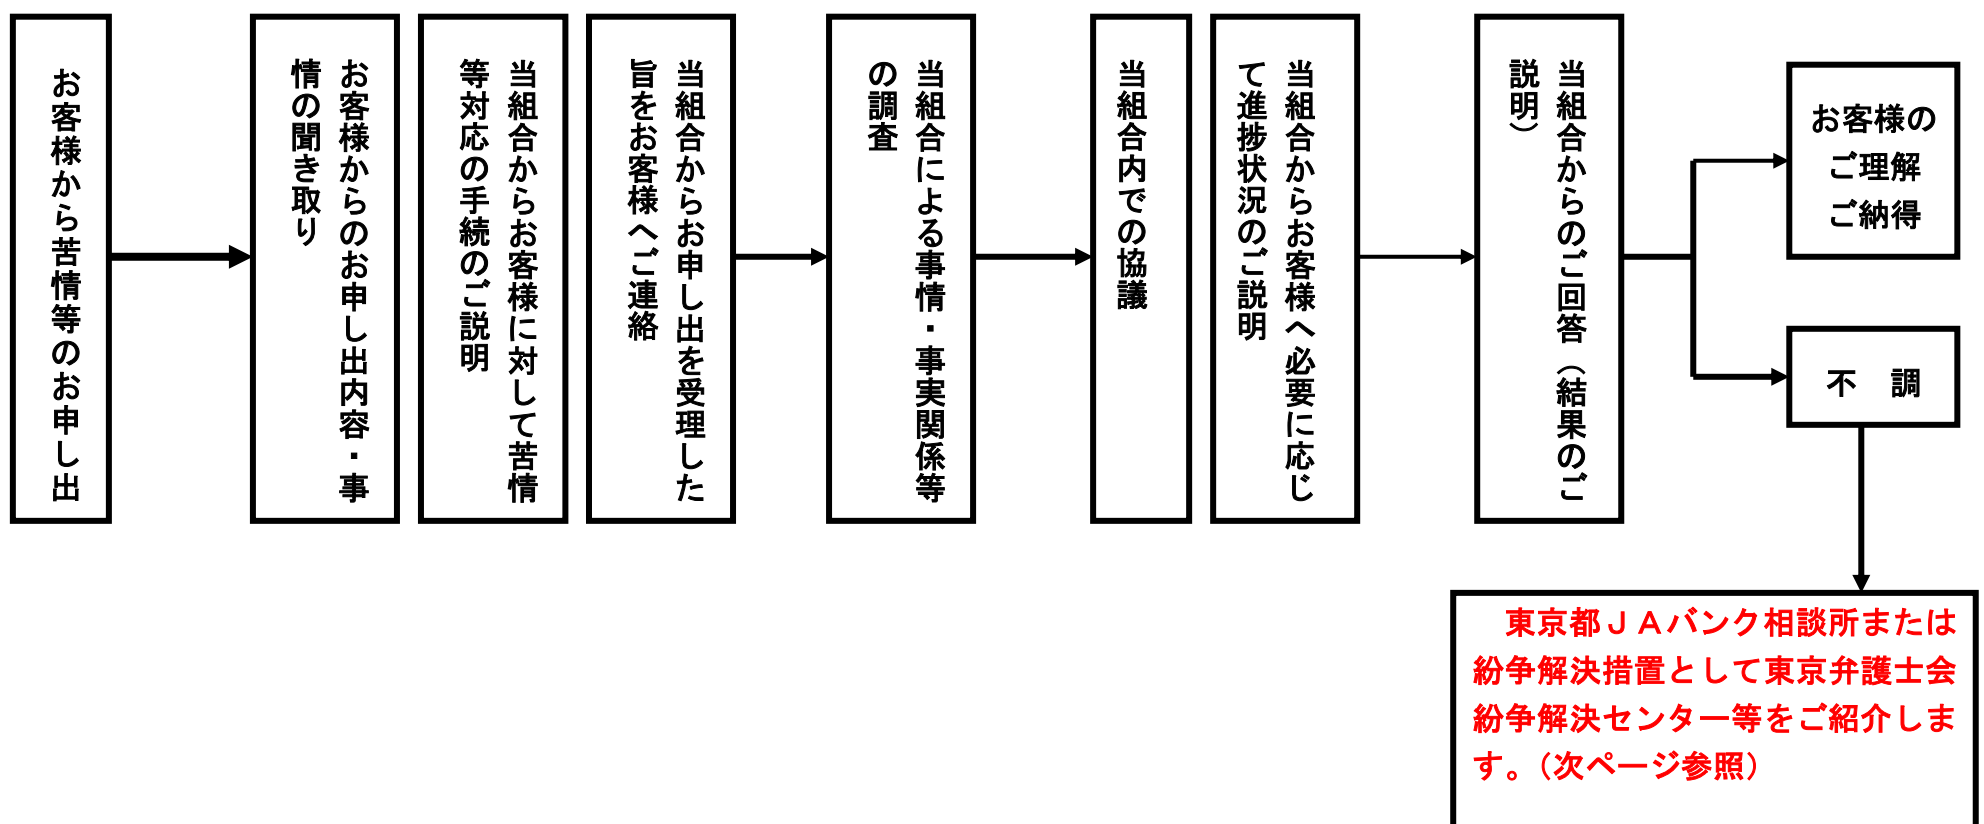 お客様から苦情等のお申し出
お客様からのお申し出内容・事
情の聞き取り
当組合からお客様に対して苦情
等対応の手続のご説明
当組合からお申し出を受理した
旨をお客様へご連絡
当組合による事情・事実関係等
の調査
当組合内での協議
当組合からお客様へ必要に応じ
て進捗状況のご説明
当組合からのご回答（結果のご
説明）
お客様の
ご理解
ご納得
不　調
東京都ＪＡバンク相談所または
紛争解決措置として東京弁護士会
紛争解決センター等をご紹介しま
す。（次ページ参照）